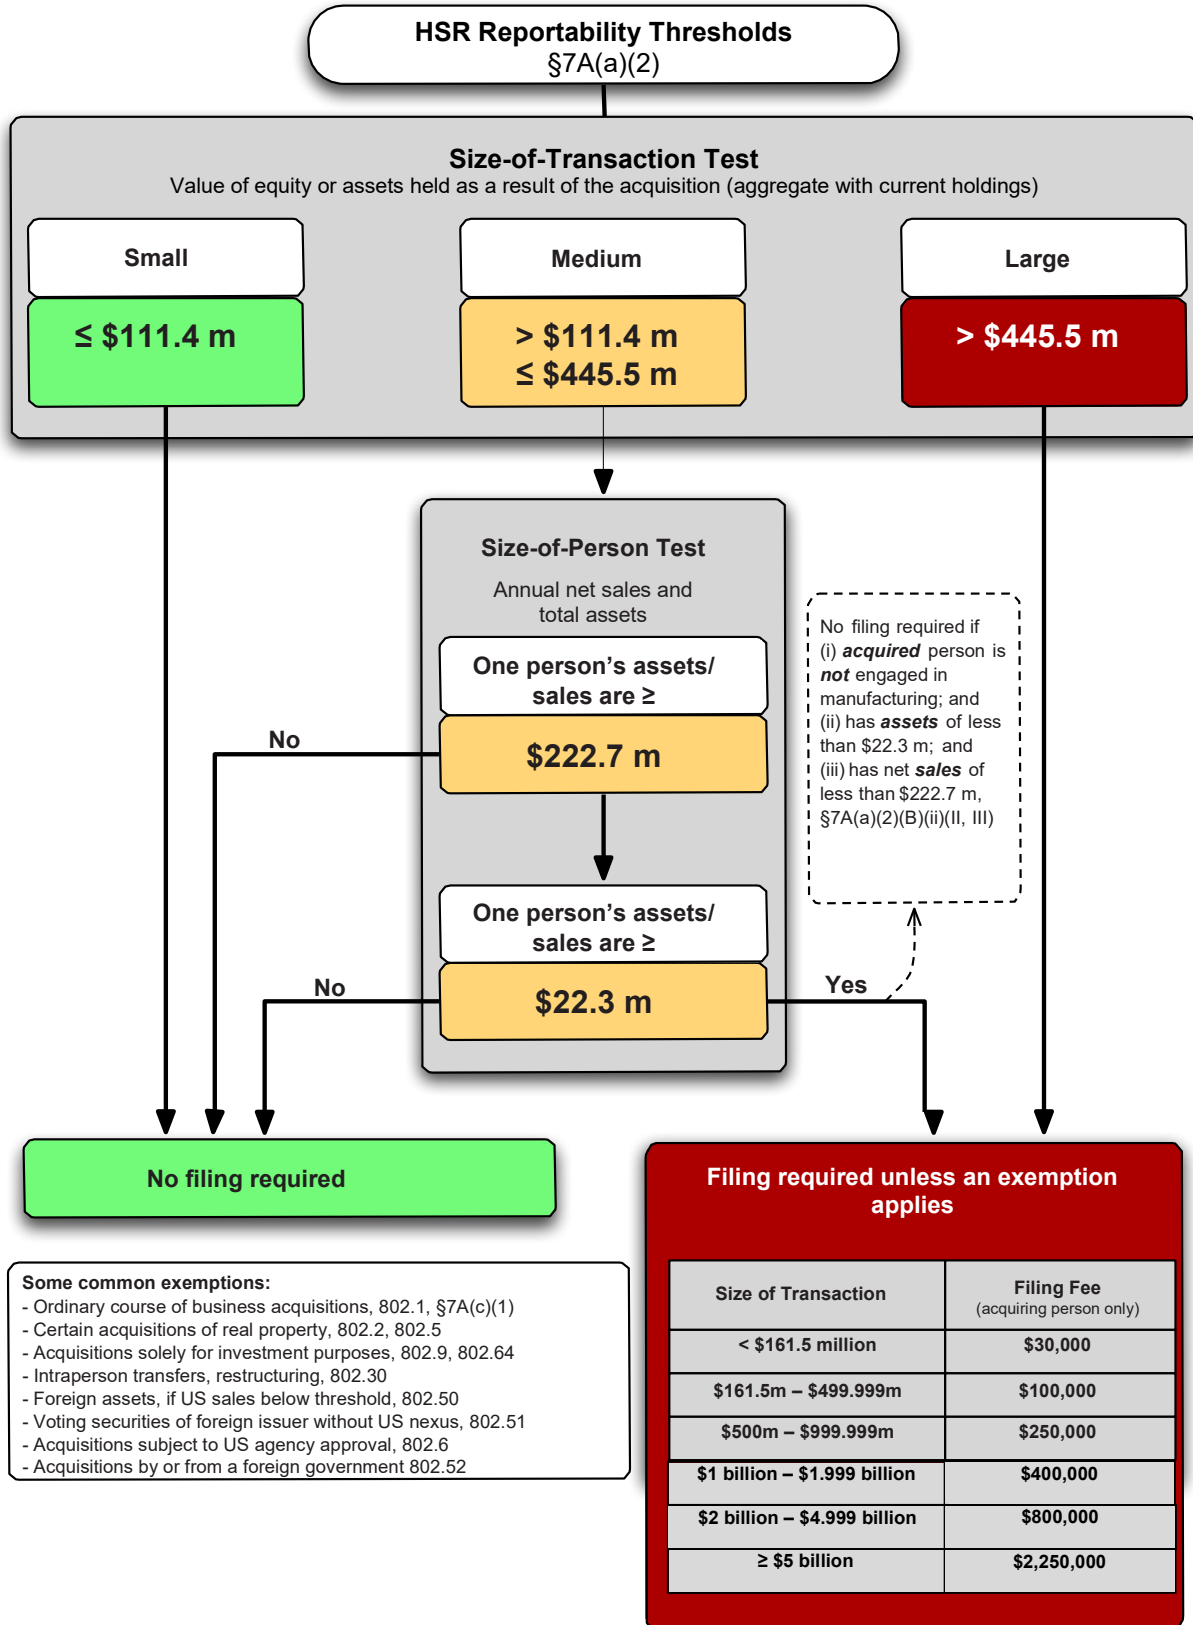 HSR Reportability Thresholds
§7A(a)(2)
Size-of-Transaction Test
Value of equity or assets held as a result of the acquisition (aggregate with current holdings)
Small
≤ $111.4 m
Medium
> $111.4 m
≤ $445.5 m
Large
> $445.5 m
Size-of-Person Test
Annual net sales and
total assets
One person’s assets/
sales are ≥
$222.7 m
No
One person’s assets/
sales are ≥
$22.3 m
No
Yes
No filing required if
(i) acquired person is
not engaged in
manufacturing; and
(ii) has assets of less
than $22.3 m; and
(iii) has net sales of
less than $222.7 m,
§7A(a)(2)(B)(ii)(II, III)
No filing required
Filing required unless an exemption
applies
Size of Transaction
Filing Fee
(acquiring person only)
< $161.5 million
$30,000
$161.5m – $499.999m
$100,000
$500m – $999.999m
$250,000
$1 billion – $1.999 billion
$400,000
$2 billion – $4.999 billion
$800,000
≥ $5 billion
$2,250,000
Some common exemptions:
- Ordinary course of business acquisitions, 802.1, §7A(c)(1)
- Certain acquisitions of real property, 802.2, 802.5
- Acquisitions solely for investment purposes, 802.9, 802.64
- Intraperson transfers, restructuring, 802.30
- Foreign assets, if US sales below threshold, 802.50
- Voting securities of foreign issuer without US nexus, 802.51
- Acquisitions subject to US agency approval, 802.6
- Acquisitions by or from a foreign government 802.52